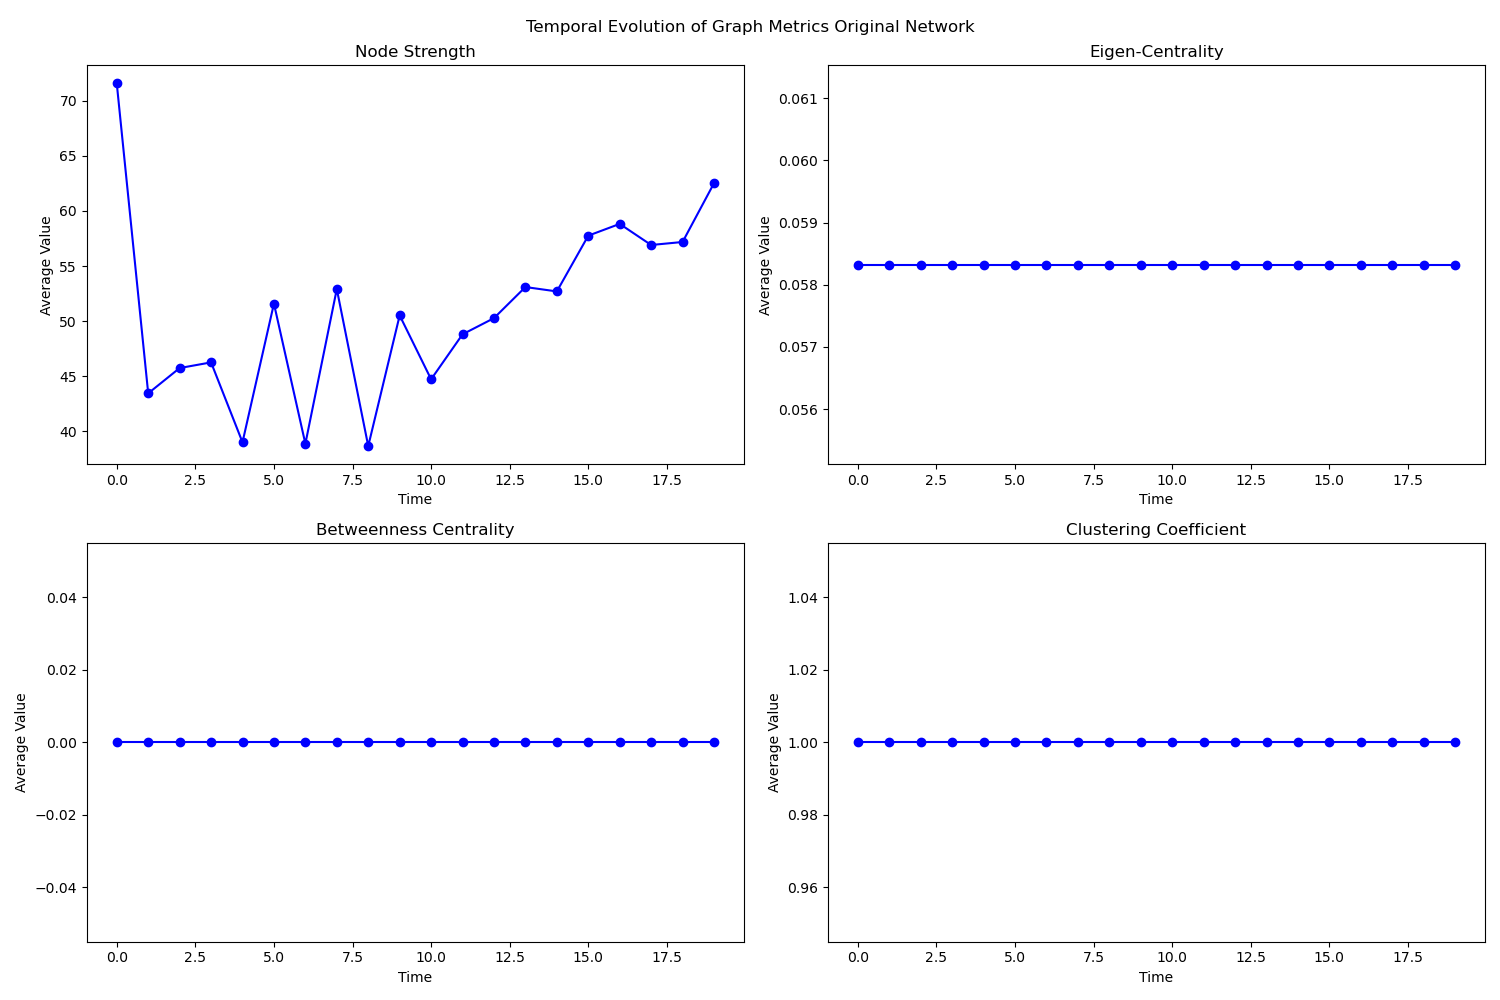 Temporal Evolution of Graph Metrics Original Network
Node Strength
Average Value
70
65
60
55
50
45
40
0.0 2.5 5.0 7.5 10.0 12.5 15.0 17.5
Time
Eigen-Centrality
Average Value
0.061
0.060
0.059
0.058
0.057
0.056
0.0 2.5 5.0 7.5 10.0 12.5 15.0 17.5
Time
Betweenness Centrality
Average Value
0.04
0.02
0.00
−0.02
−0.04
0.0 2.5 5.0 7.5 10.0 12.5 15.0 17.5
Time
Clustering Coefficient
Average Value
1.04
1.02
1.00
0.98
0.96
0.0 2.5 5.0 7.5 10.0 12.5 15.0 17.5
Time